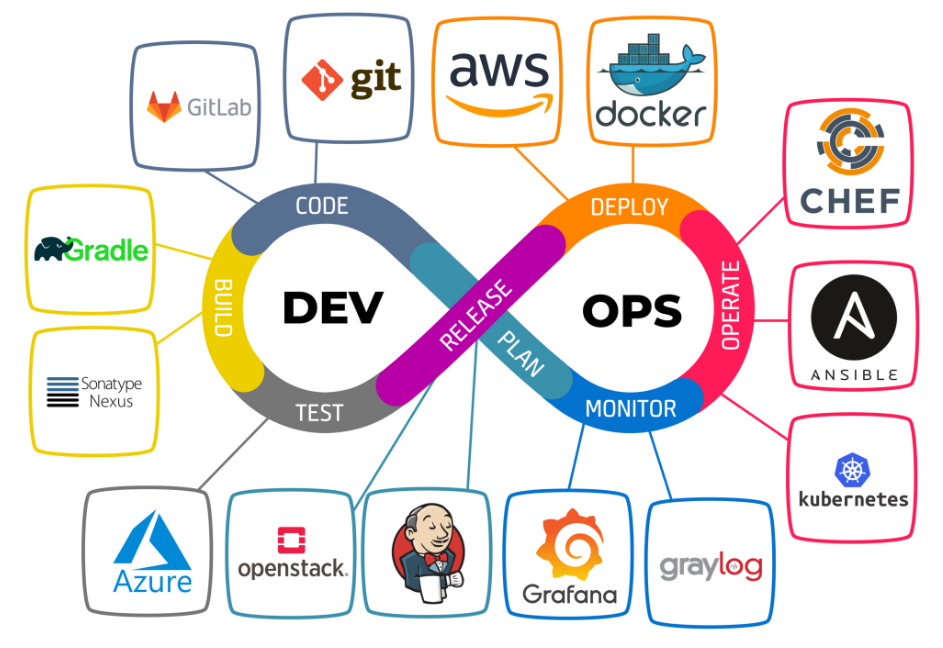 GitLab
git
aws
docker
CHEF
Gradle
Sonatype
Nexus
ANSIBLE
kubernetes
Azure
openstack.
Grafana
graylog
CODE
BUILD
TEST
RELEASE
PLAN
DEPLOY
OPERATE
MONITOR
DEV
OPS